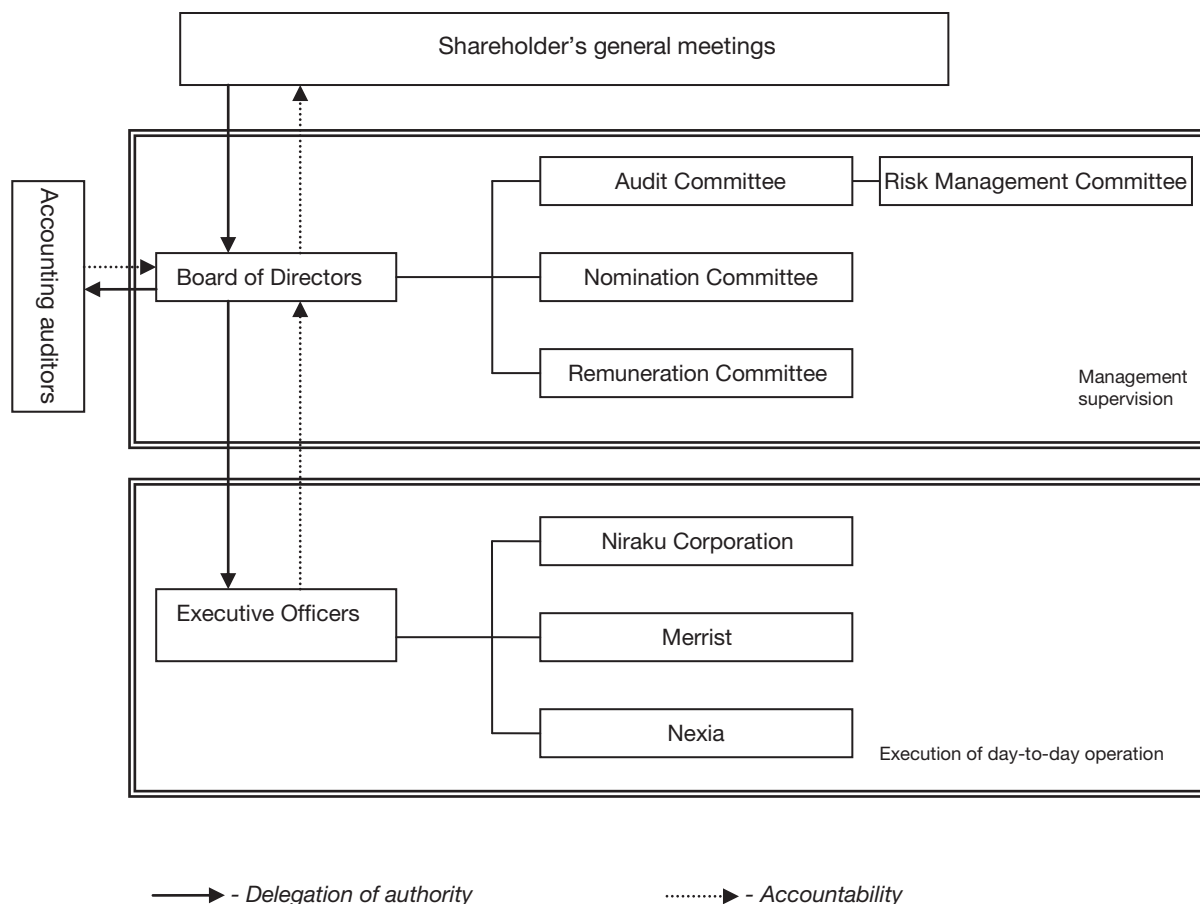 Shareholder’s general meetings
Audit Committee
Risk Management Committee
Accounting auditors
Board of Directors
Nomination Committee
Remuneration Committee
Management
supervision
Niraku Corporation
Executive Officers
Merrist
Nexia
Execution of day-to-day operation
- Delegation of authority
- Accountability